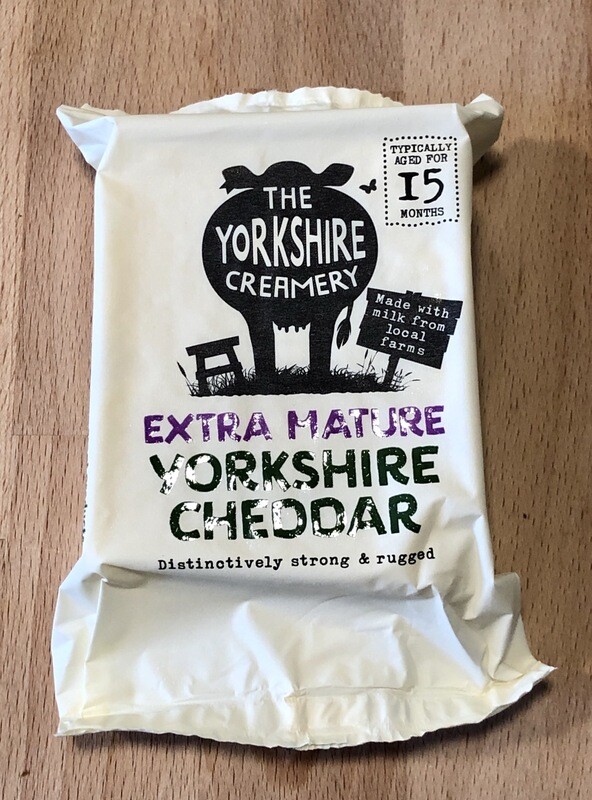 TYPICALLY
AGED FOR
15
MONTHS
THE
YORKSHIRE
CREAMERY
Made with
milk from
local
farms
EXTRA MATURE
YORKSHIRE
CHEDDAR
Distinctively strong & rugged